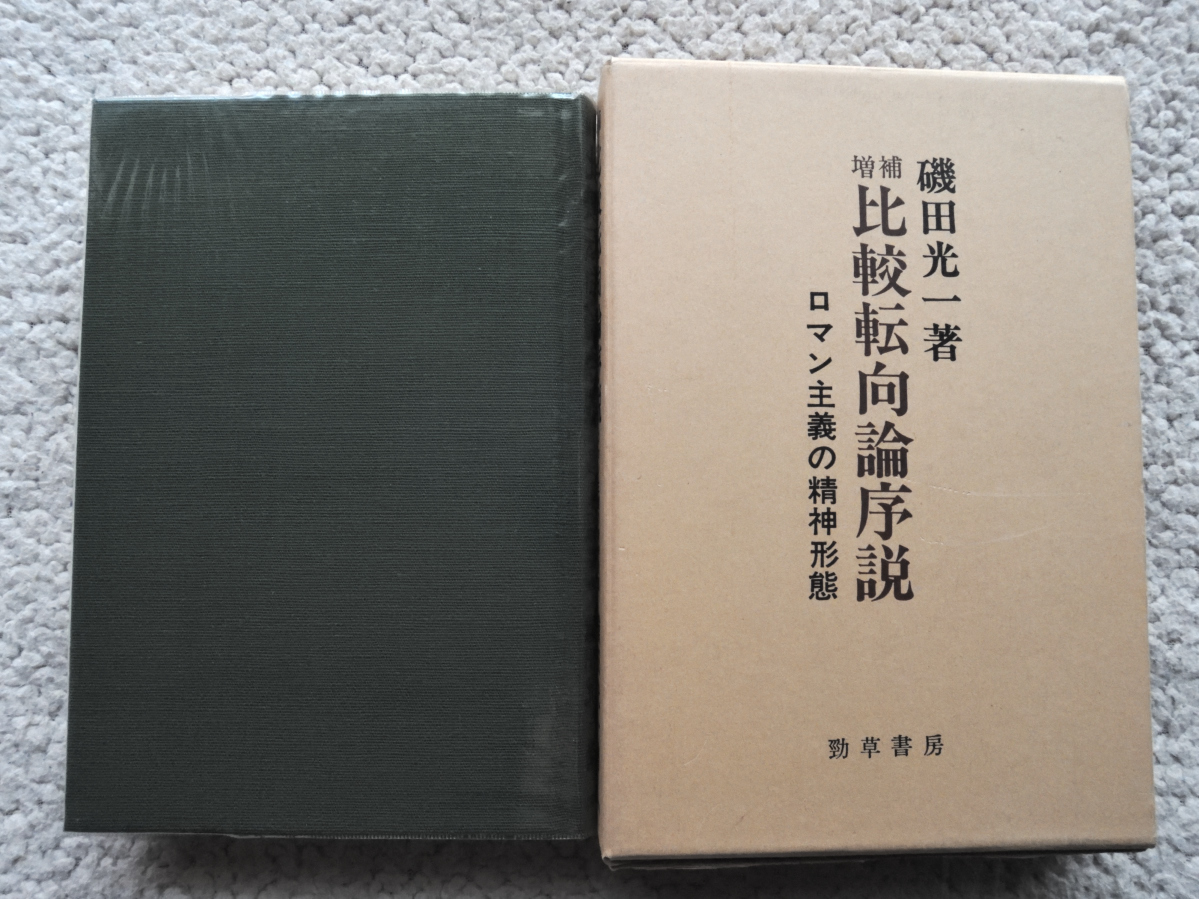 磯田光一著
増補
比較転向論序説
ロマン主義の精神形態
勁草書房